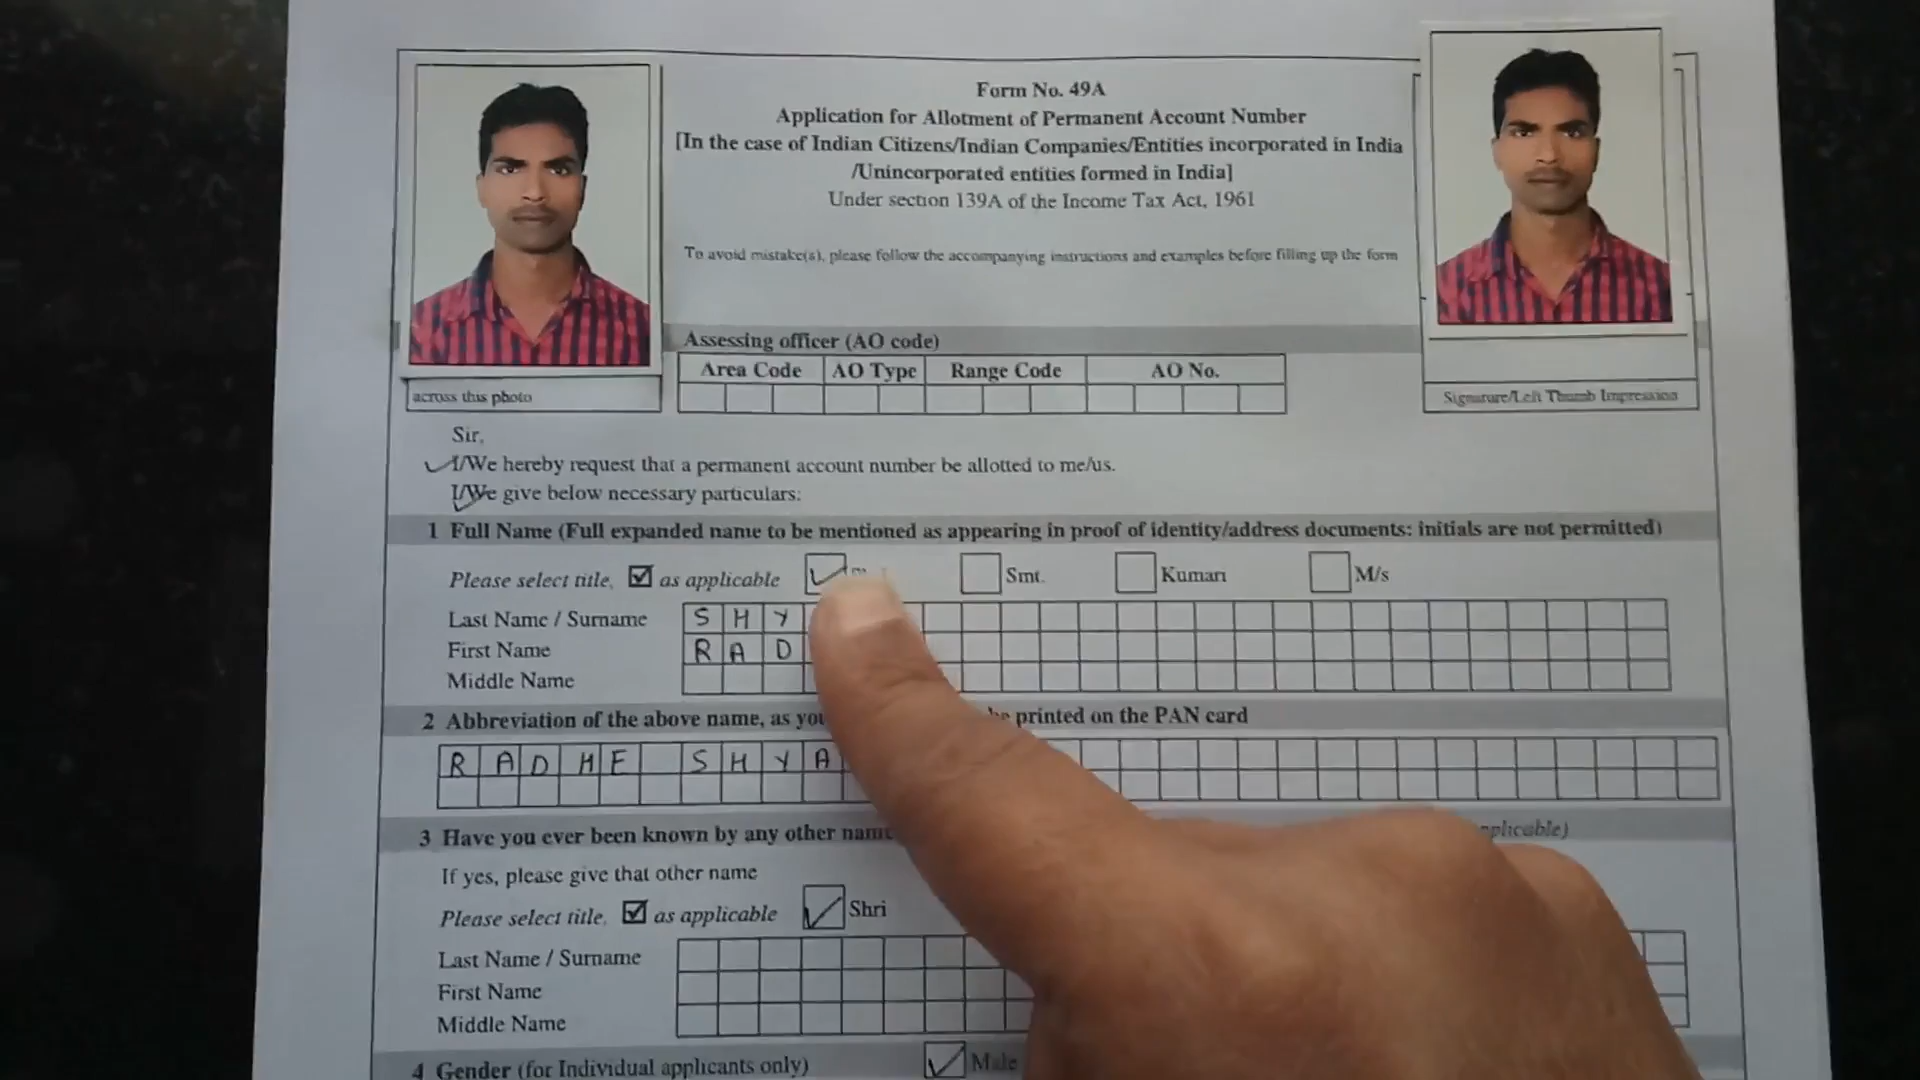 Form No. 49A
Application for Allotment of Permanent Account Number
[In the case of Indian Citizens/Indian Companies/Entities incorporated in India
/Unincorporated entities formed in India]
Under section 139A of the Income Tax Act, 1961
To avoid mistake(s), please follow the accompanying instructions and examples before filling up the form
Assessing officer (AO code)
Area Code AO Type Range Code AO No.
across this photo
Signature/Left Thumb Impression
Sir,
I/We hereby request that a permanent account number be allotted to me/us.
I/We give below necessary particulars:
1 Full Name (Full expanded name to be mentioned as appearing in proof of identity/address documents: initials are not permitted)
Please select title, ☑ as applicable Smt. Kumari M/s
Last Name / Surname S H Y
First Name R A D
Middle Name
2 Abbreviation of the above name, as printed on the PAN card
R A D H E S H Y A
3 Have you ever been known by any other
If yes, please give that other name
Please select title, ☑ as applicable Shri
Last Name / Surname
First Name
Middle Name
4 Gender (for Individual applicants only) Male